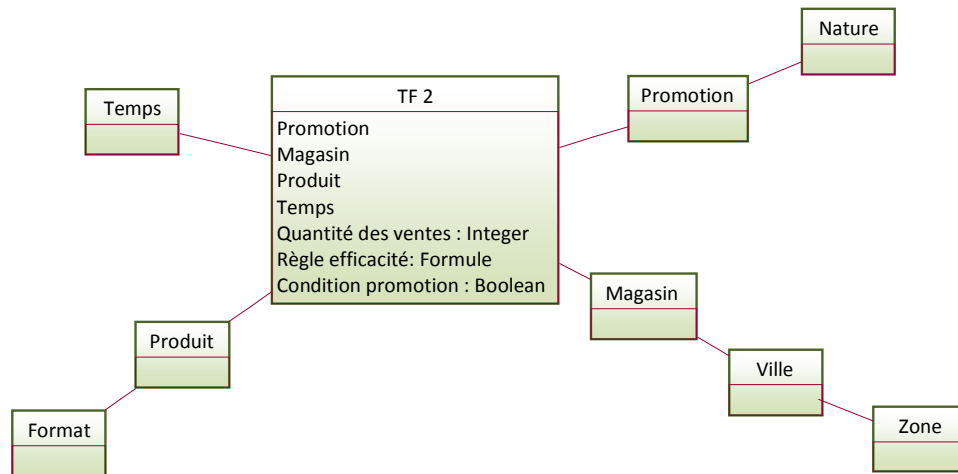 Nature
Temps
TF 2
Promotion
Promotion
Magasin
Produit
Temps
Quantité des ventes : Integer
Règle efficacité: Formule
Condition promotion : Boolean
Magasin
Produit
Ville
Format
Zone